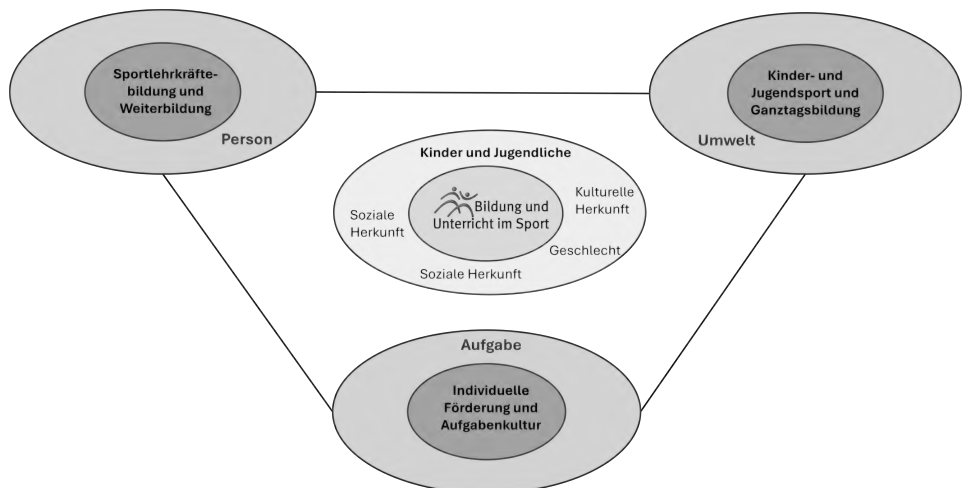 Sportlehrkräfte-
bildung und
Weiterbildung
Person
Kinder- und
Jugendsport und
Ganztagsbildung
Umwelt
Kinder und Jugendliche
Kulturelle
Herkunft
Soziale
Herkunft
Bildung und
Unterricht im Sport
Geschlecht
Soziale Herkunft
Aufgabe
Individuelle
Förderung und
Aufgabenkultur